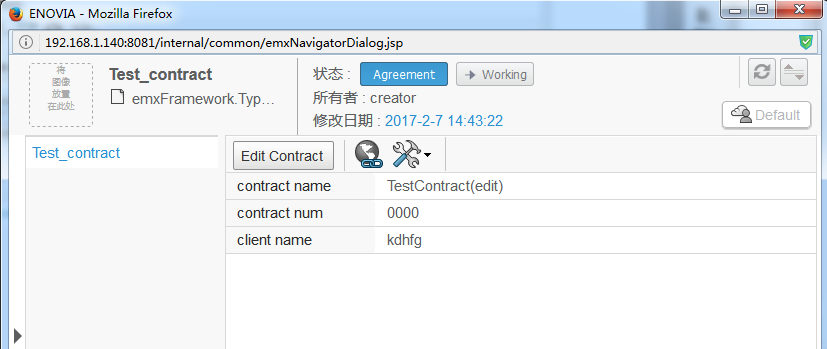 ENOVIA - Mozilla Firefox
192.168.1.140:8081/internal/common/emxNavigatorDialog.jsp
将
图像
放置
在此处
Test_contract
emxFramework.Typ...
状态 : Agreement Working
所有者 : creator
修改日期 : 2017-2-7 14:43:22
Default
Test_contract
Edit Contract
contract name TestContract(edit)
contract num 0000
client name kdhfg